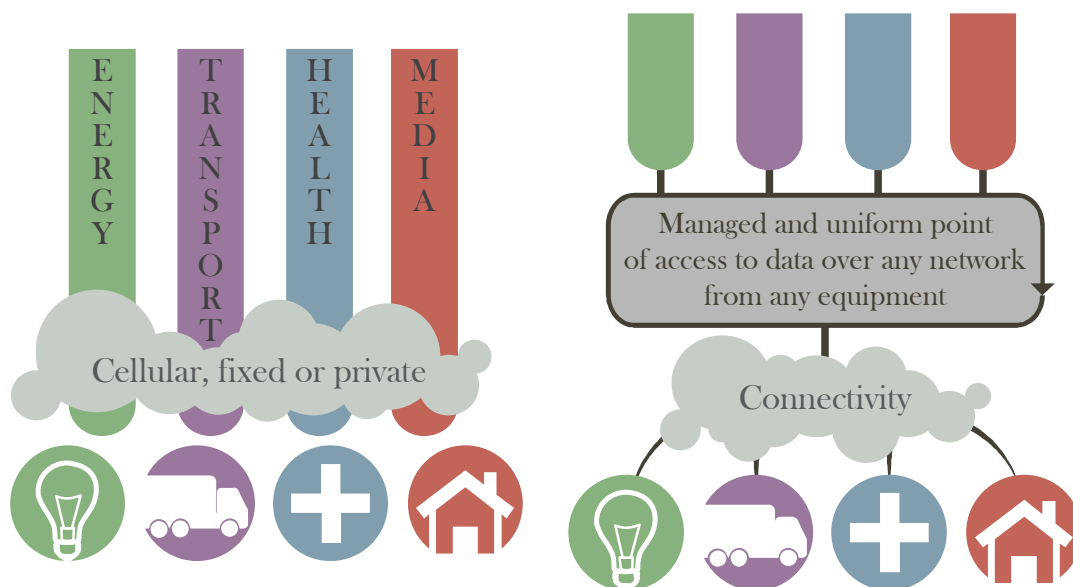 ENERGY
TRANSPORT
HEALTH
MEDIA
Cellular, fixed or private
Managed and uniform point
of access to data over any network
from any equipment
Connectivity